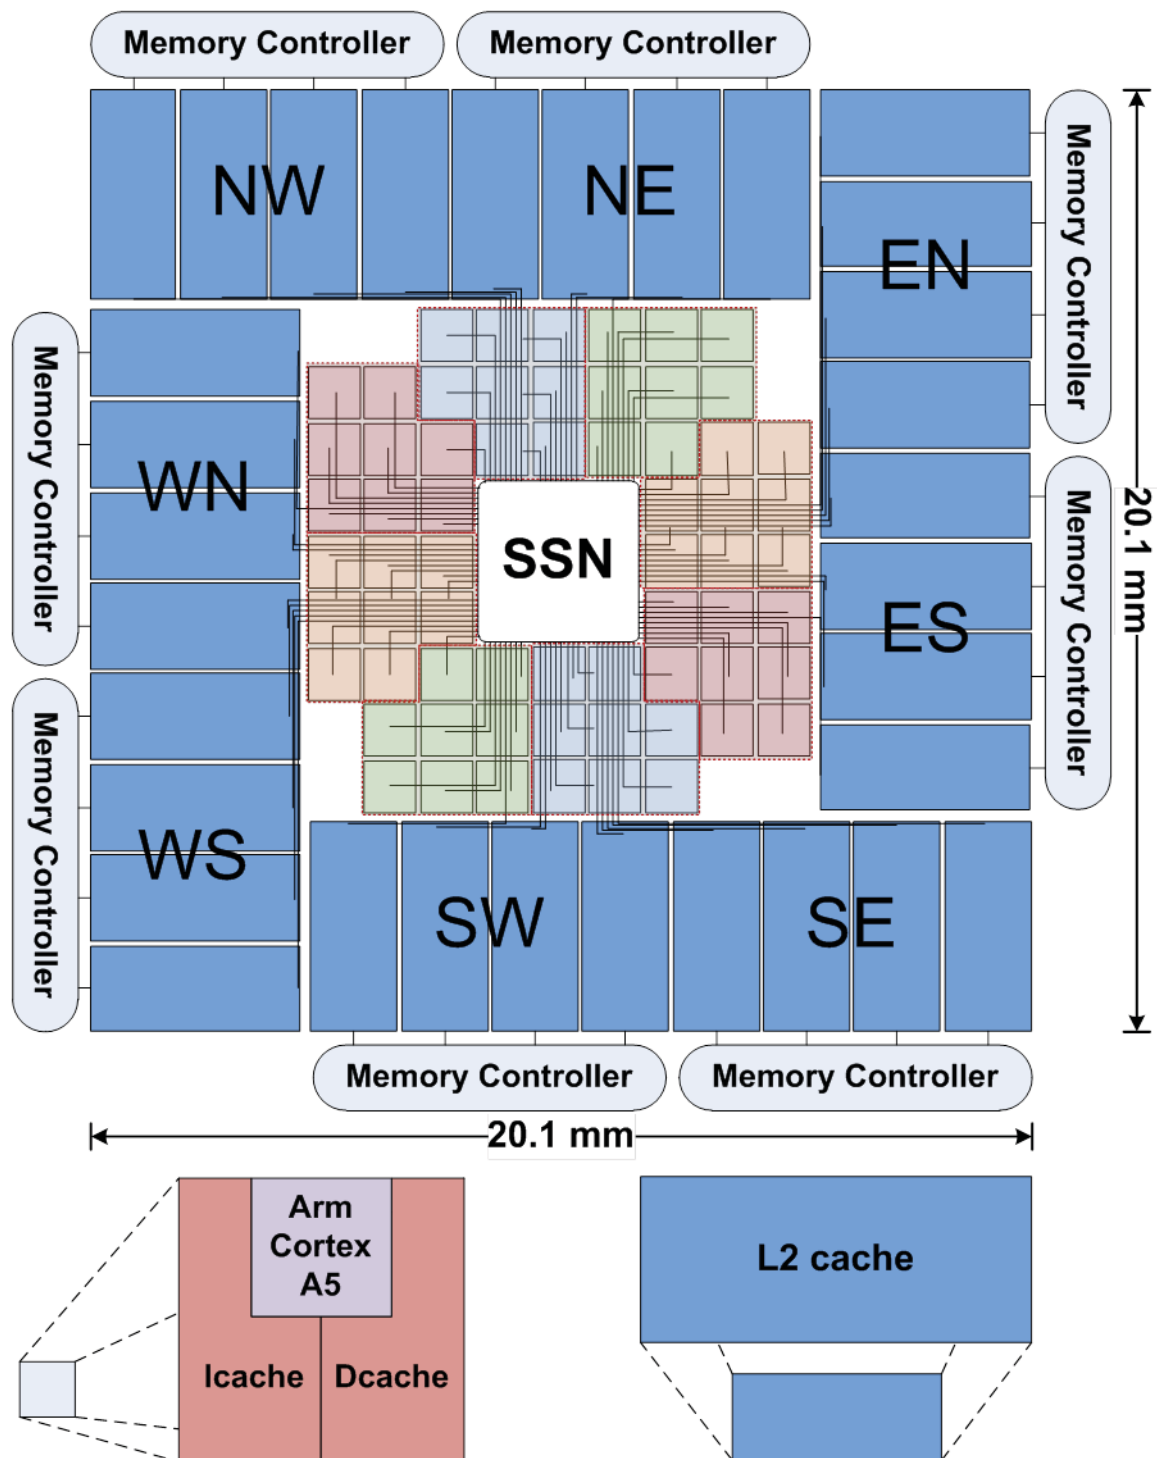 Memory Controller
Memory Controller
NW
NE
EN
Memory Controller
Memory Controller
WN
SSN
20.1 mm
ES
Memory Controller
Memory Controller
WS
SW
SE
Memory Controller
Memory Controller
20.1 mm
Arm
Cortex
A5
L2 cache
Icache
Dcache